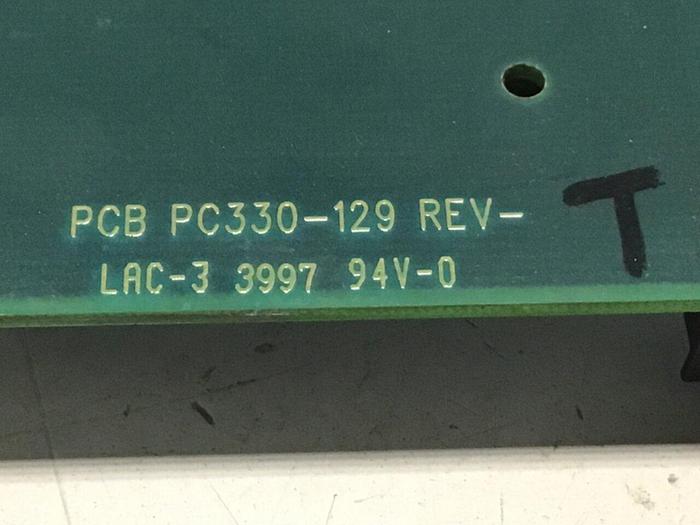 PCB PC330-129 REV-
LAC-3 3997 94V-0
T